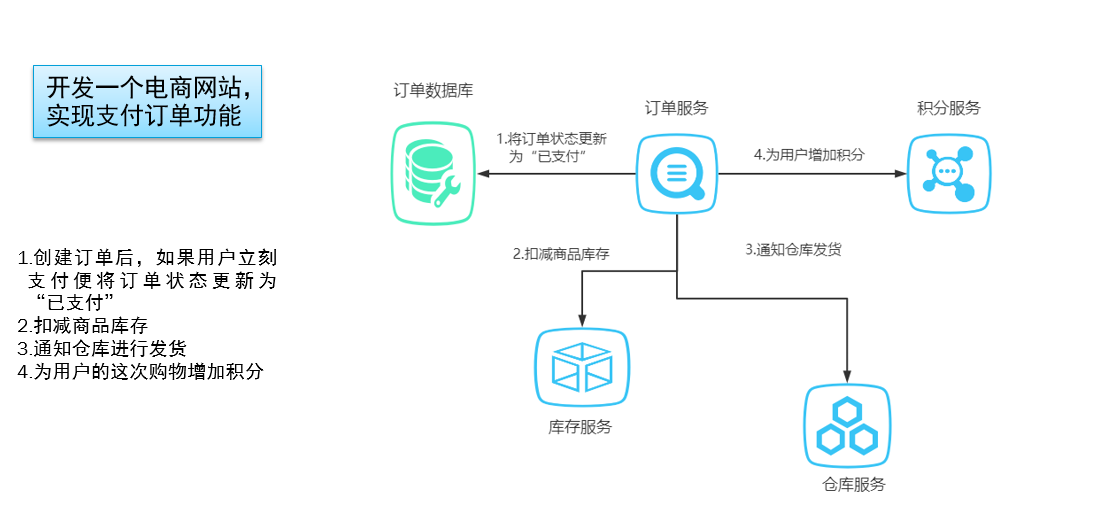 开发一个电商网站，
实现支付订单功能
1.创建订单后，如果用户立刻
支付便将订单状态更新为
“已支付”
2.扣减商品库存
3.通知仓库进行发货
4.为用户的这次购物增加积分
订单数据库
订单服务
积分服务
1.将订单状态更新
为“已支付”
4.为用户增加积分
2.扣减商品库存
3.通知仓库发货
库存服务
仓库服务